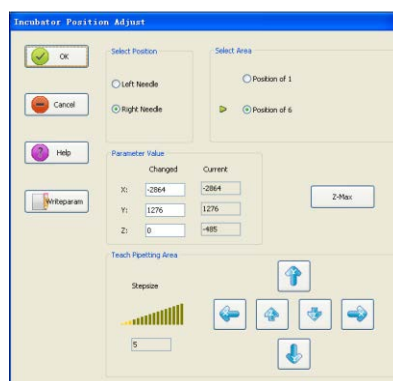 Incubator Position Adjust
OK
Cancel
Help
Writeparam
Select Position
Left Needle
Right Needle
Select Area
Position of 1
Position of 6
Parameter Value
Changed Current
X: -2864 -2864
Y: 1276 1276
Z: 0 -485
Z-Max
Teach Pipetting Area
Stepsize
5